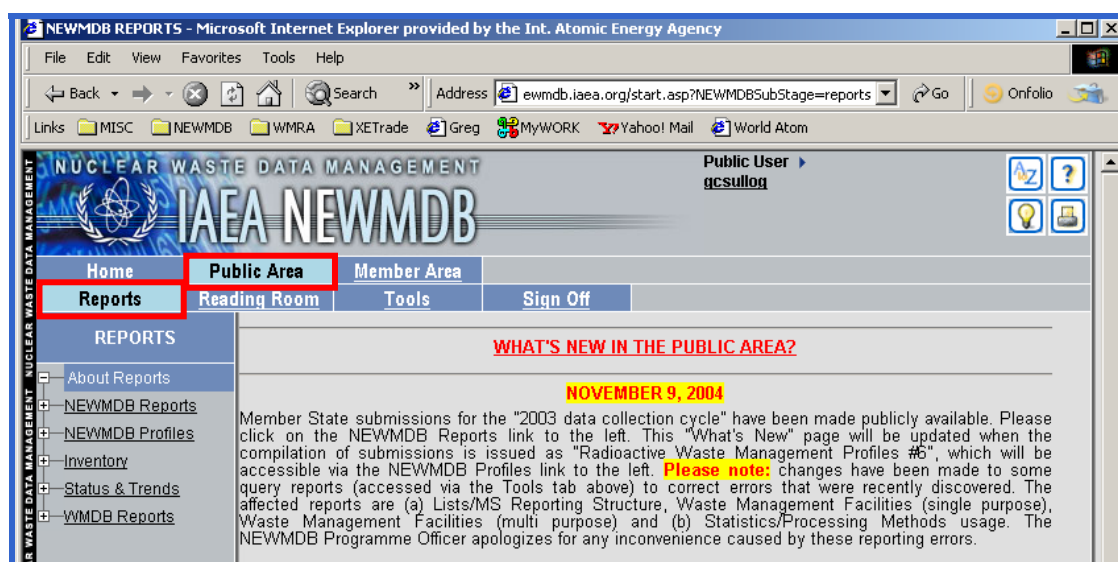 NEWMDB REPORTS - Microsoft Internet Explorer provided by the Int. Atomic Energy Agency
File Edit View Favorites Tools Help
Back Search » Address ewmdb.iaea.org/start.asp?NEWMDBSubStage=reports Go Onfolio
Links MISC NEWMDB WMRA XETrade Greg MyWORK Yahoo! Mail World Atom
NUCLEAR WASTE DATA MANAGEMENT
IAEA NEWMDB
Public User
gcsullog
Home Public Area Member Area
Reports Reading Room Tools Sign Off
NUCLEAR WASTE DATA MANAGEMENT
REPORTS
About Reports
NEWMDB Reports
NEWMDB Profiles
Inventory
Status & Trends
WMDB Reports
WHAT'S NEW IN THE PUBLIC AREA?
NOVEMBER 9, 2004
Member State submissions for the "2003 data collection cycle" have been made publicly available. Please
click on the NEWMDB Reports link to the left. This "What's New" page will be updated when the
compilation of submissions is issued as "Radioactive Waste Management Profiles #6", which will be
accessible via the NEWMDB Profiles link to the left. Please note: changes have been made to some
query reports (accessed via the Tools tab above) to correct errors that were recently discovered. The
affected reports are (a) Lists/MS Reporting Structure, Waste Management Facilities (single purpose),
Waste Management Facilities (multi purpose) and (b) Statistics/Processing Methods usage. The
NEWMDB Programme Officer apologizes for any inconvenience caused by these reporting errors.